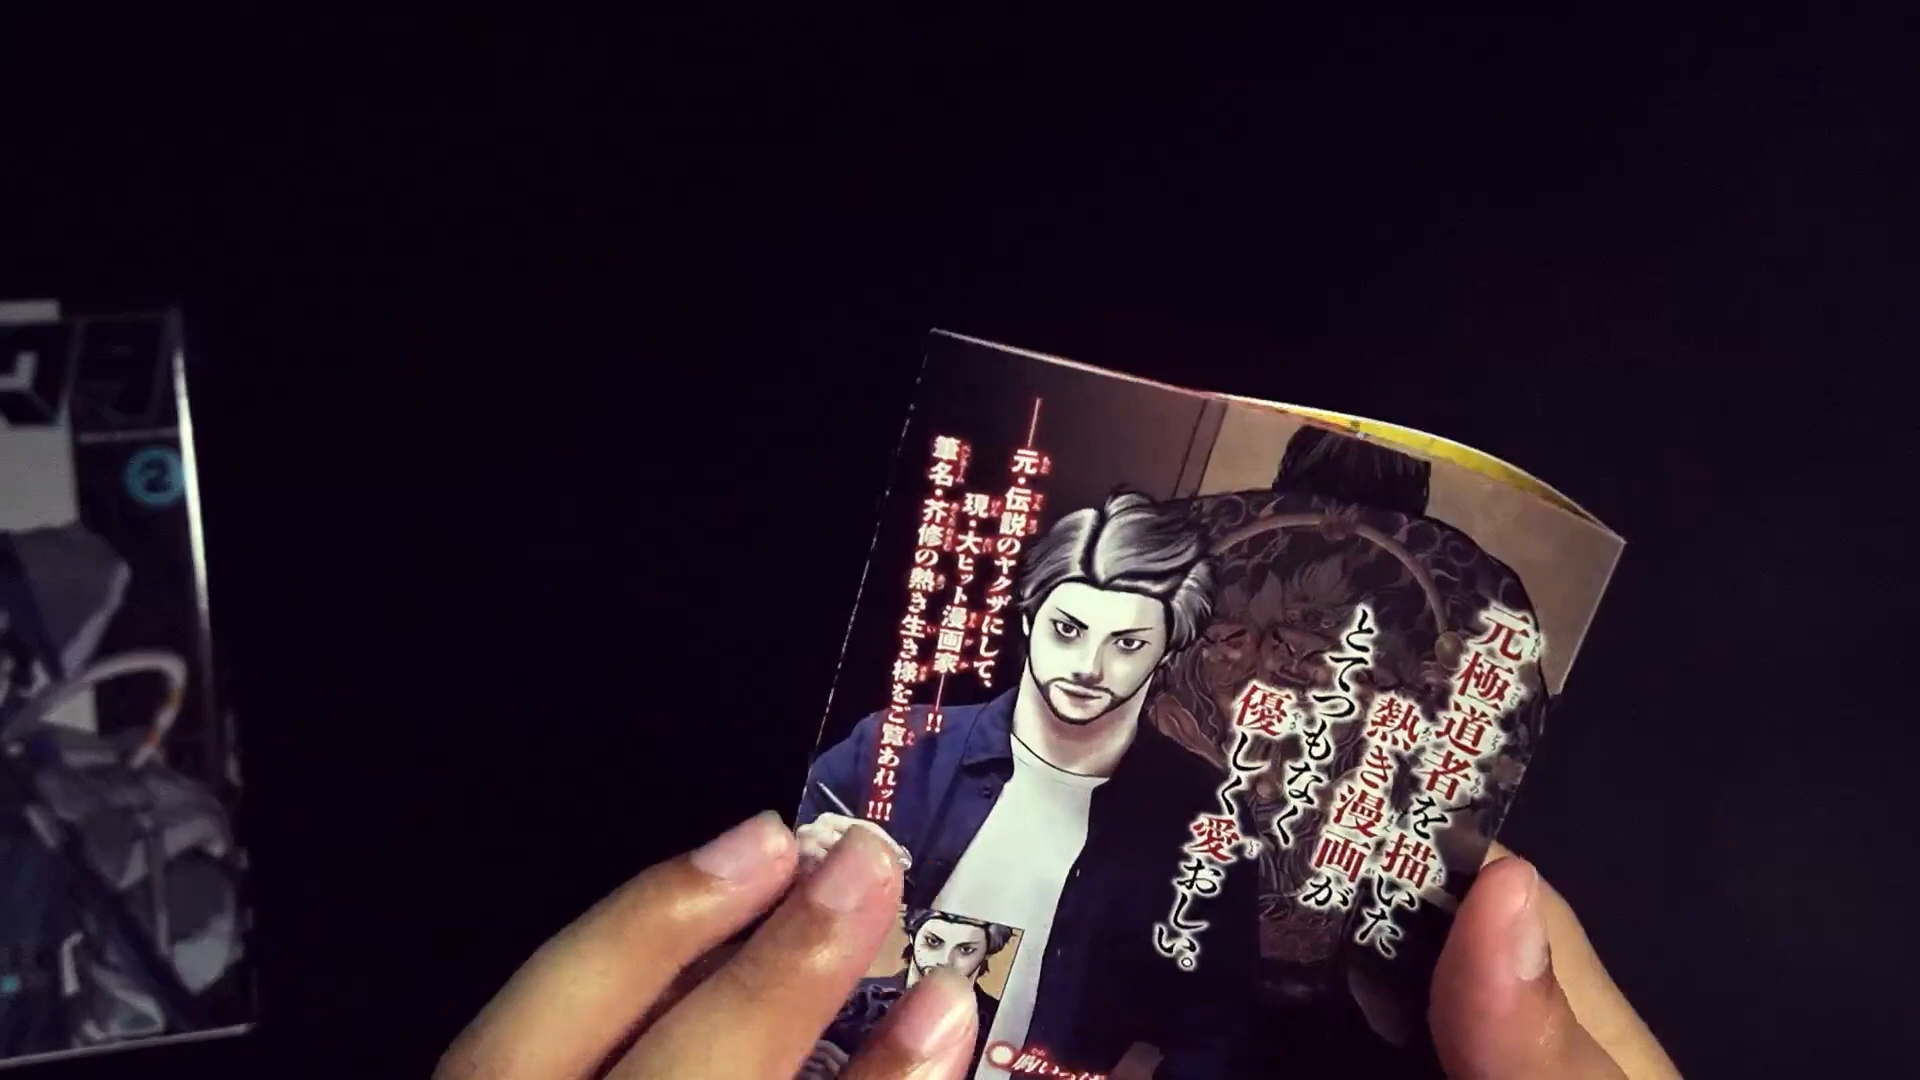 元極道者を描いた
熱き漫画が
とてつもなく
優しく愛おしい。
─元・伝説のヤクザにして、
現・大ヒット漫画家─!!
筆名・芥修の熱き生き様をご覧あれッ!!!
②